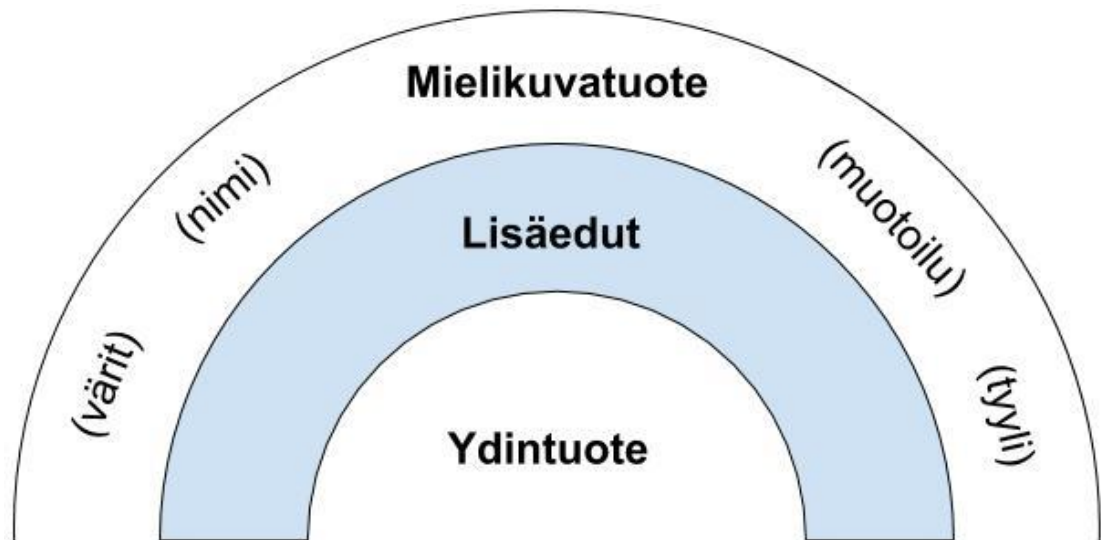 Mielikuvatuote
(nimi)
(muotoilu)
Lisäedut
(värit)
(tyyli)
Ydintuote